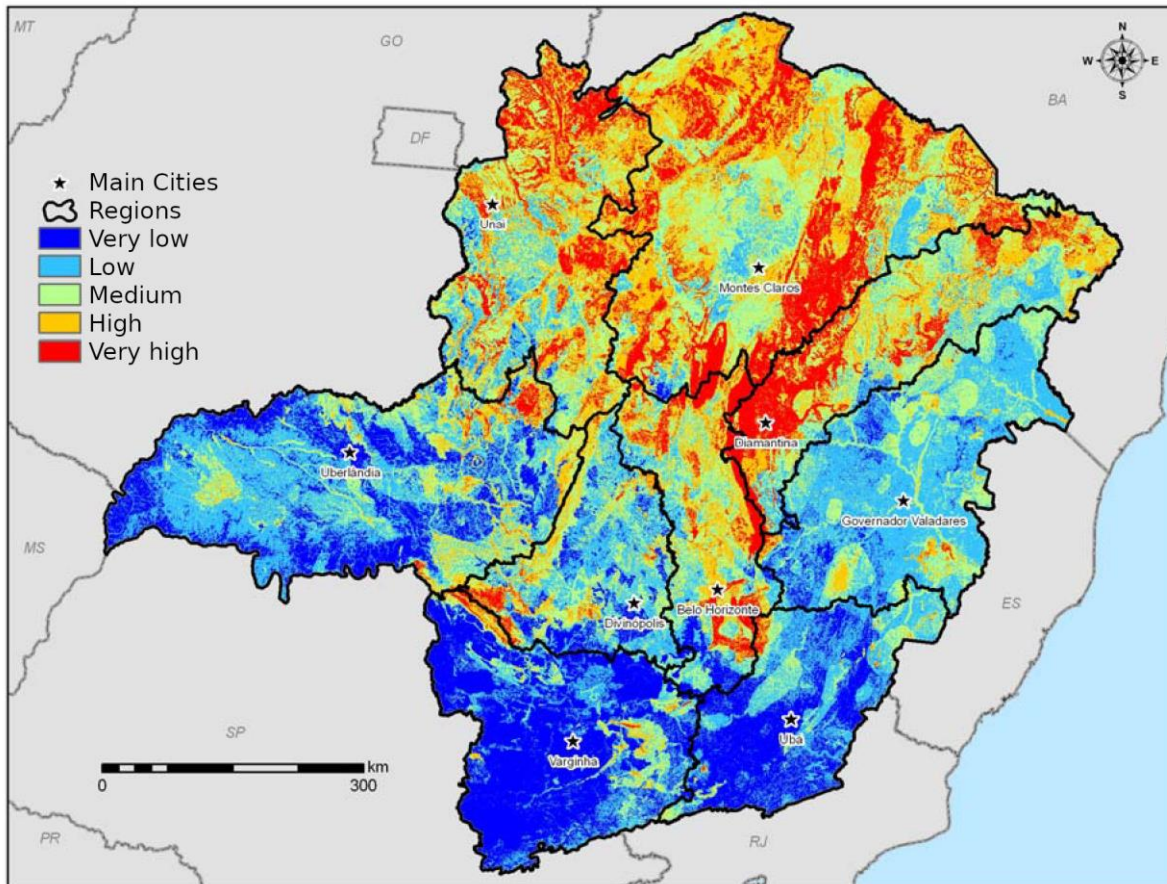 MT
GO
N
W E
S
BA
DF
Main Cities
Regions
Very low
Low
Medium
High
Very high
Unaí
Montes Claros
Diamantina
Uberlândia
Governador Valadares
MS
Belo Horizonte
Divinópolis
ES
SP
Ubá
Varginha
km
0 300
PR
RJ